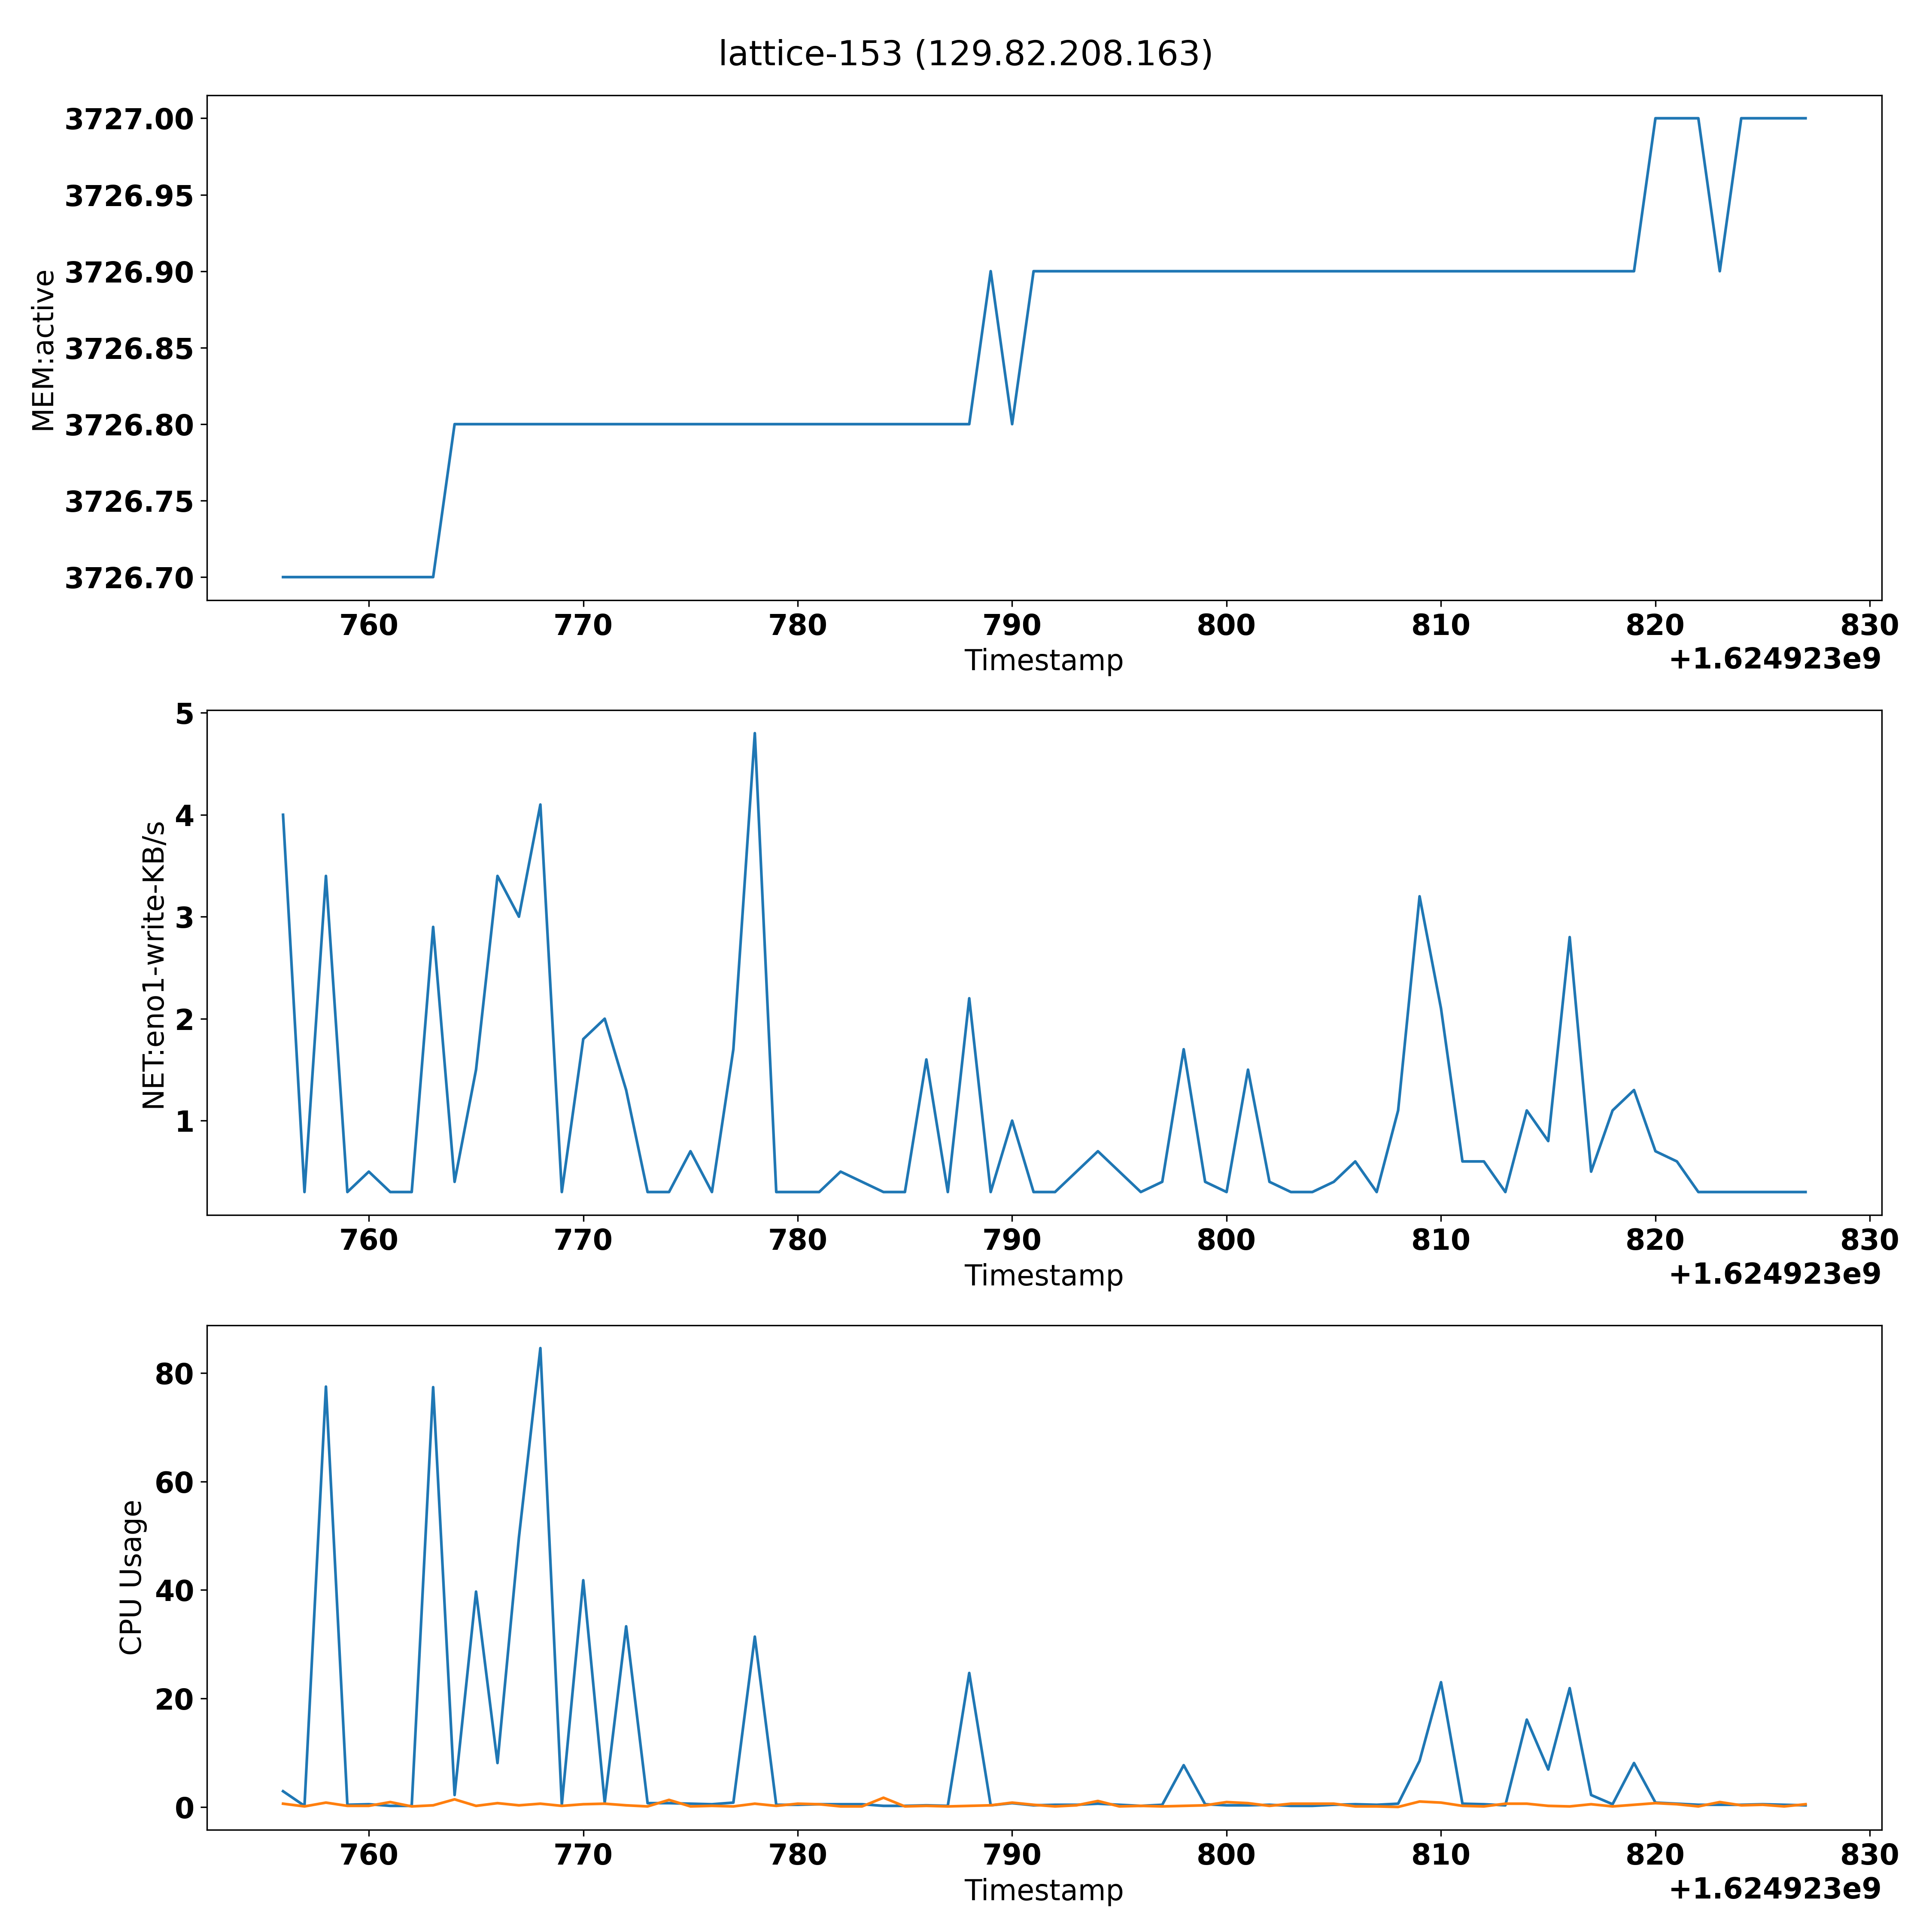 lattice-153 (129.82.208.163)
3727.00
3726.95
3726.90
3726.85
3726.80
3726.75
3726.70
MEM:active
760 770 780 790 800 810 820 830
Timestamp
+1.624923e9
5
4
3
2
1
NET:eno1-write-KB/s
760 770 780 790 800 810 820 830
Timestamp
+1.624923e9
80
60
40
20
0
CPU Usage
760 770 780 790 800 810 820 830
Timestamp
+1.624923e9